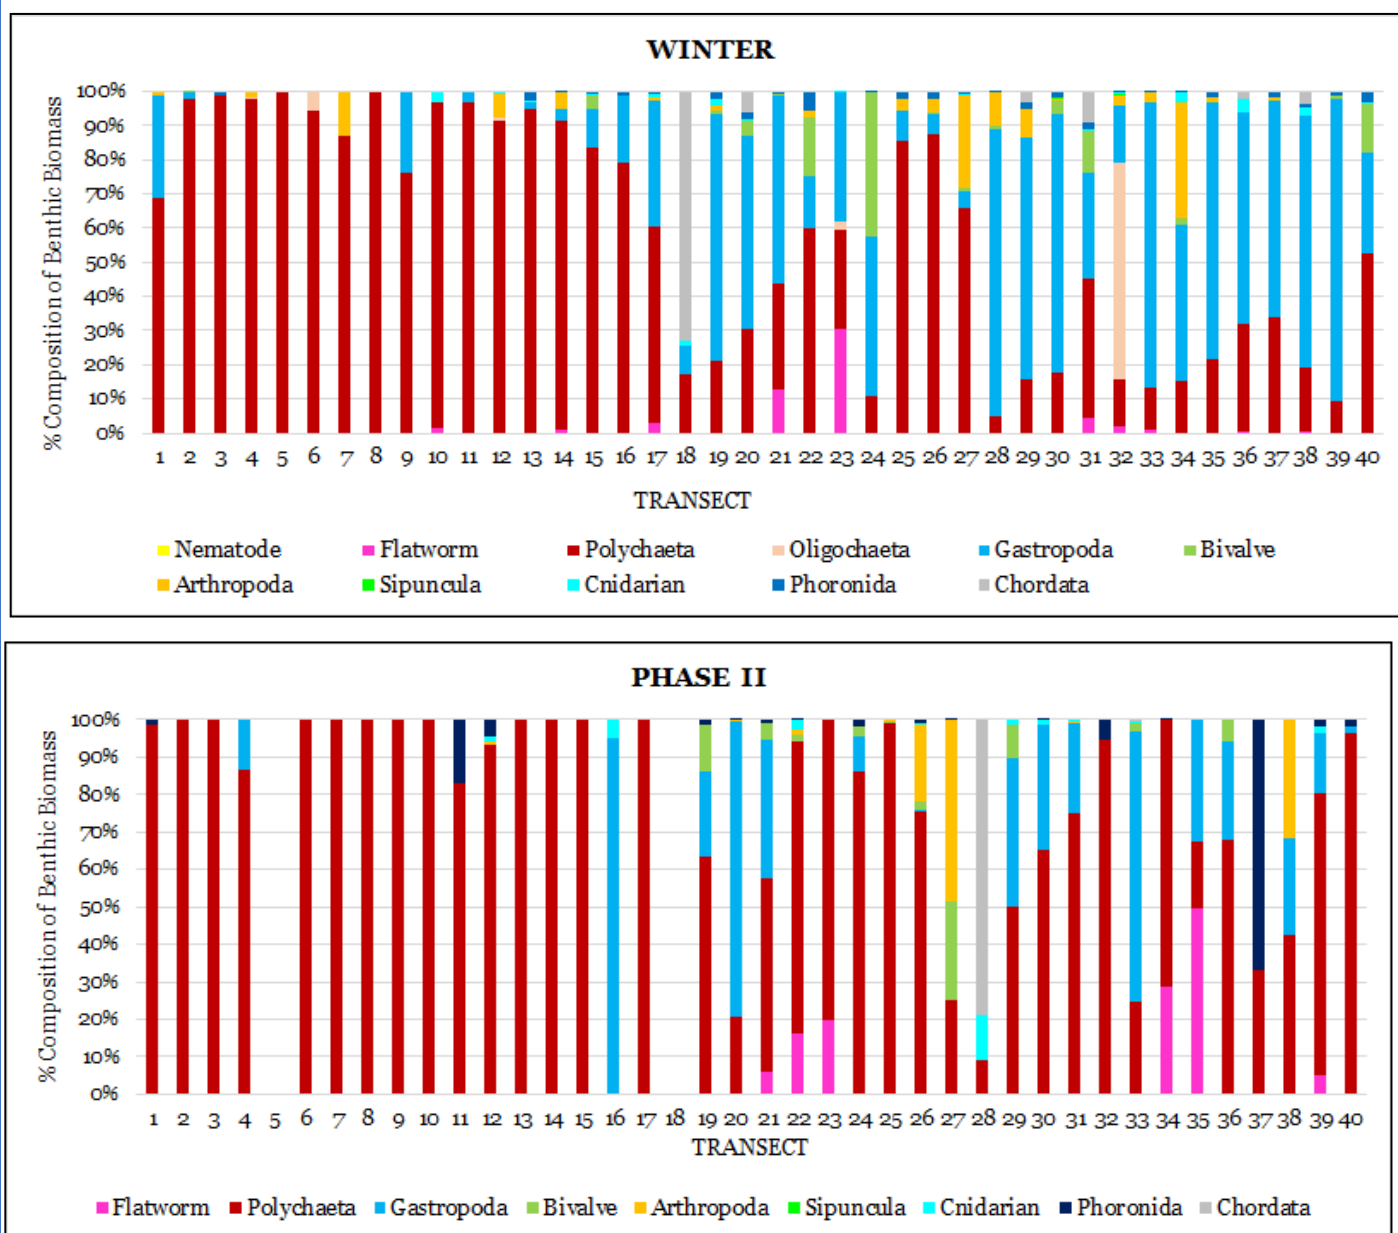 WINTER
% Composition of Benthic Biomass
100%
90%
80%
70%
60%
50%
40%
30%
20%
10%
0%
1 2 3 4 5 6 7 8 9 10 11 12 13 14 15 16 17 18 19 20 21 22 23 24 25 26 27 28 29 30 31 32 33 34 35 36 37 38 39 40
TRANSECT
Nematode Flatworm Polychaeta Oligochaeta Gastropoda Bivalve
Arthropoda Sipuncula Cnidarian Phoronida Chordata
PHASE II
% Composition of Benthic Biomass
100%
90%
80%
70%
60%
50%
40%
30%
20%
10%
0%
1 2 3 4 5 6 7 8 9 10 11 12 13 14 15 16 17 18 19 20 21 22 23 24 25 26 27 28 29 30 31 32 33 34 35 36 37 38 39 40
TRANSECT
Flatworm Polychaeta Gastropoda Bivalve Arthropoda Sipuncula Cnidarian Phoronida Chordata